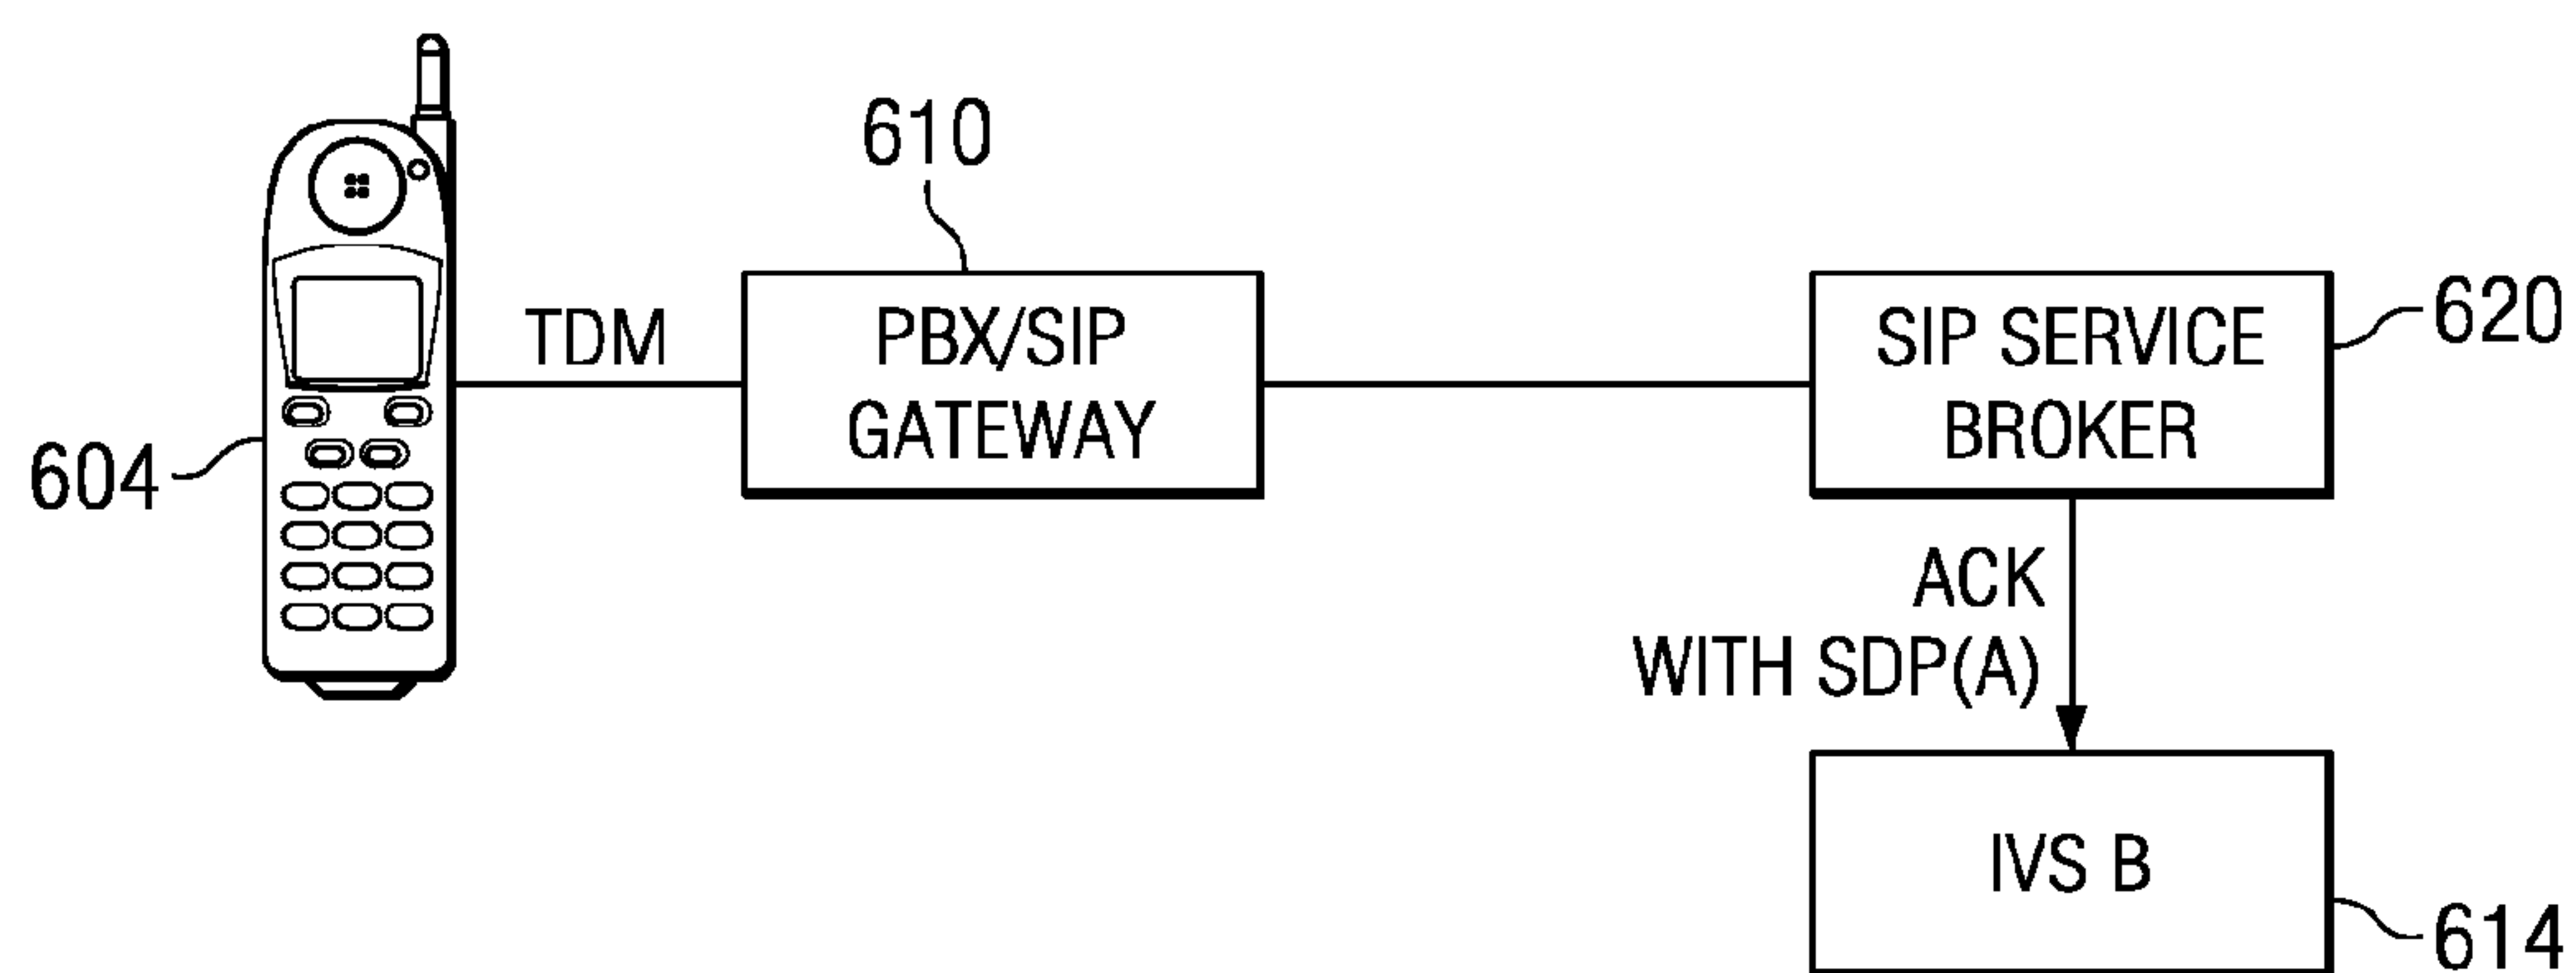 610
TDM
PBX/SIP
GATEWAY
SIP SERVICE
BROKER
620
604
ACK
WITH SDP(A)
IVS B
614